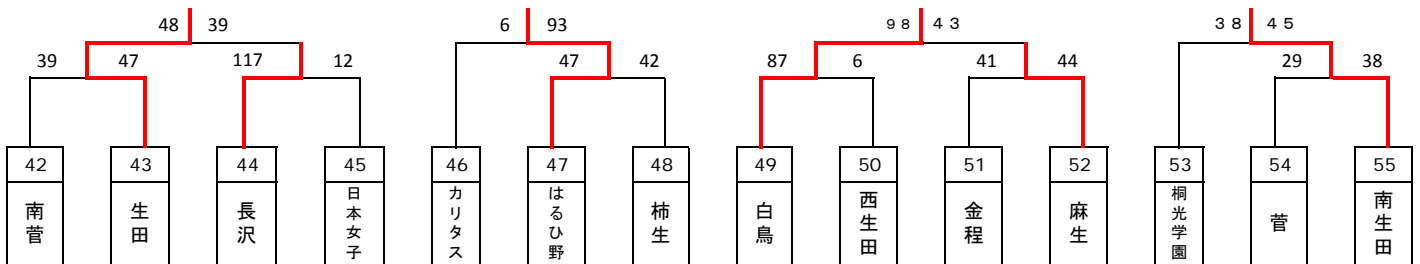 48 39 6 93 98 43 38 45
39 47 117 12 47 42 87 6 41 44 29 38
42 43 44 45 46 47 48 49 50 51 52 53 54 55
南菅
生田
長沢
日本女子
カリタス
はるひ野
柿生
白鳥
西生田
金程
麻生
桐光学園
菅
南生田